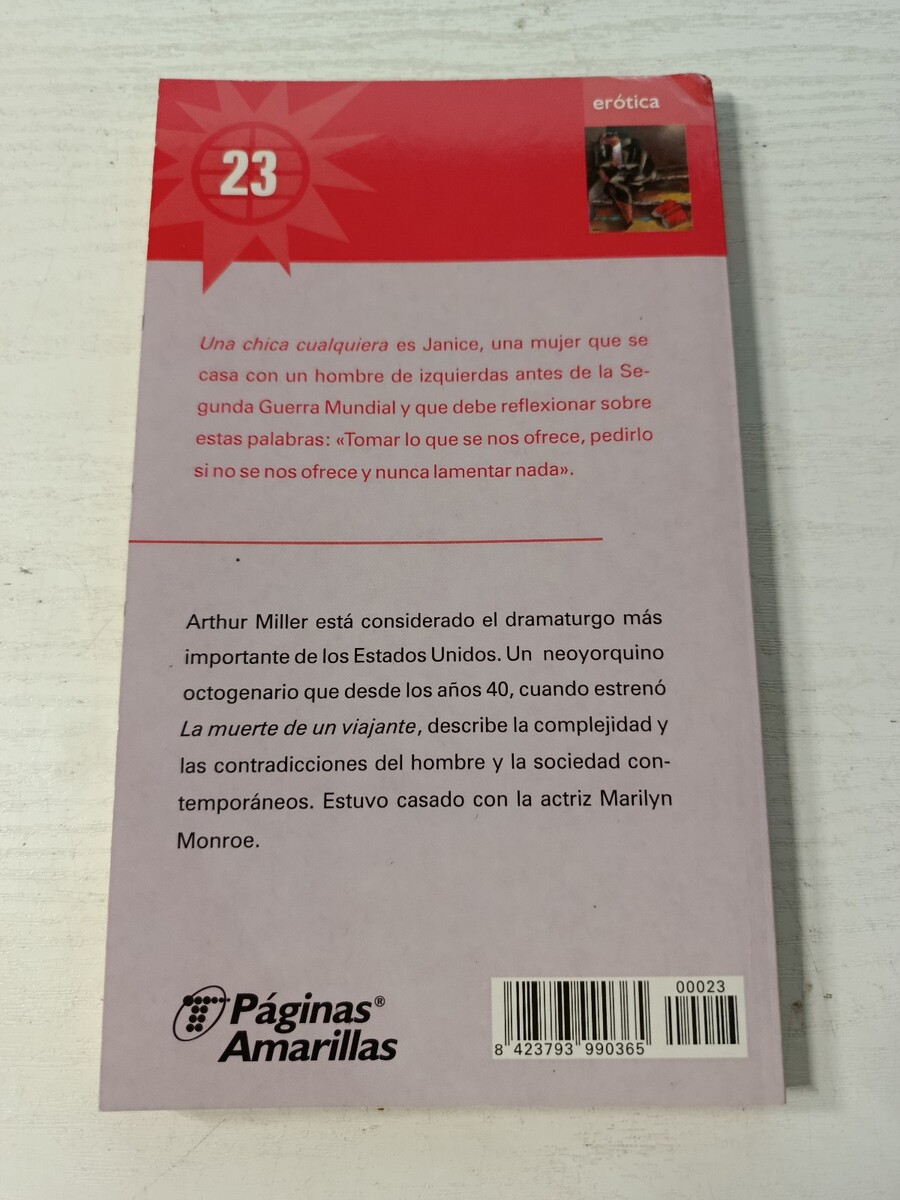 erótica
23
Una chica cualquiera es Janice, una mujer que se
casa con un hombre de izquierdas antes de la Se-
gunda Guerra Mundial y que debe reflexionar sobre
estas palabras: «Tomar lo que se nos ofrece, pedirlo
si no se nos ofrece y nunca lamentar nada».
Arthur Miller está considerado el dramaturgo más
importante de los Estados Unidos. Un neoyorquino
octogenario que desde los años 40, cuando estrenó
La muerte de un viajante, describe la complejidad y
las contradicciones del hombre y la sociedad con-
temporáneos. Estuvo casado con la actriz Marilyn
Monroe.
Páginas®
Amarillas
00023
8 423793 990365